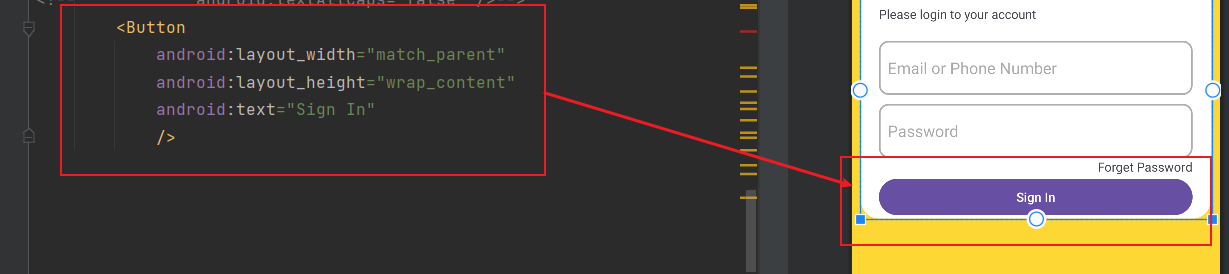 android:textAllCaps="false" />-->
<Button
android:layout_width="match_parent"
android:layout_height="wrap_content"
android:text="Sign In"
/>
Please login to your account
Email or Phone Number
Password
Forget Password
Sign In